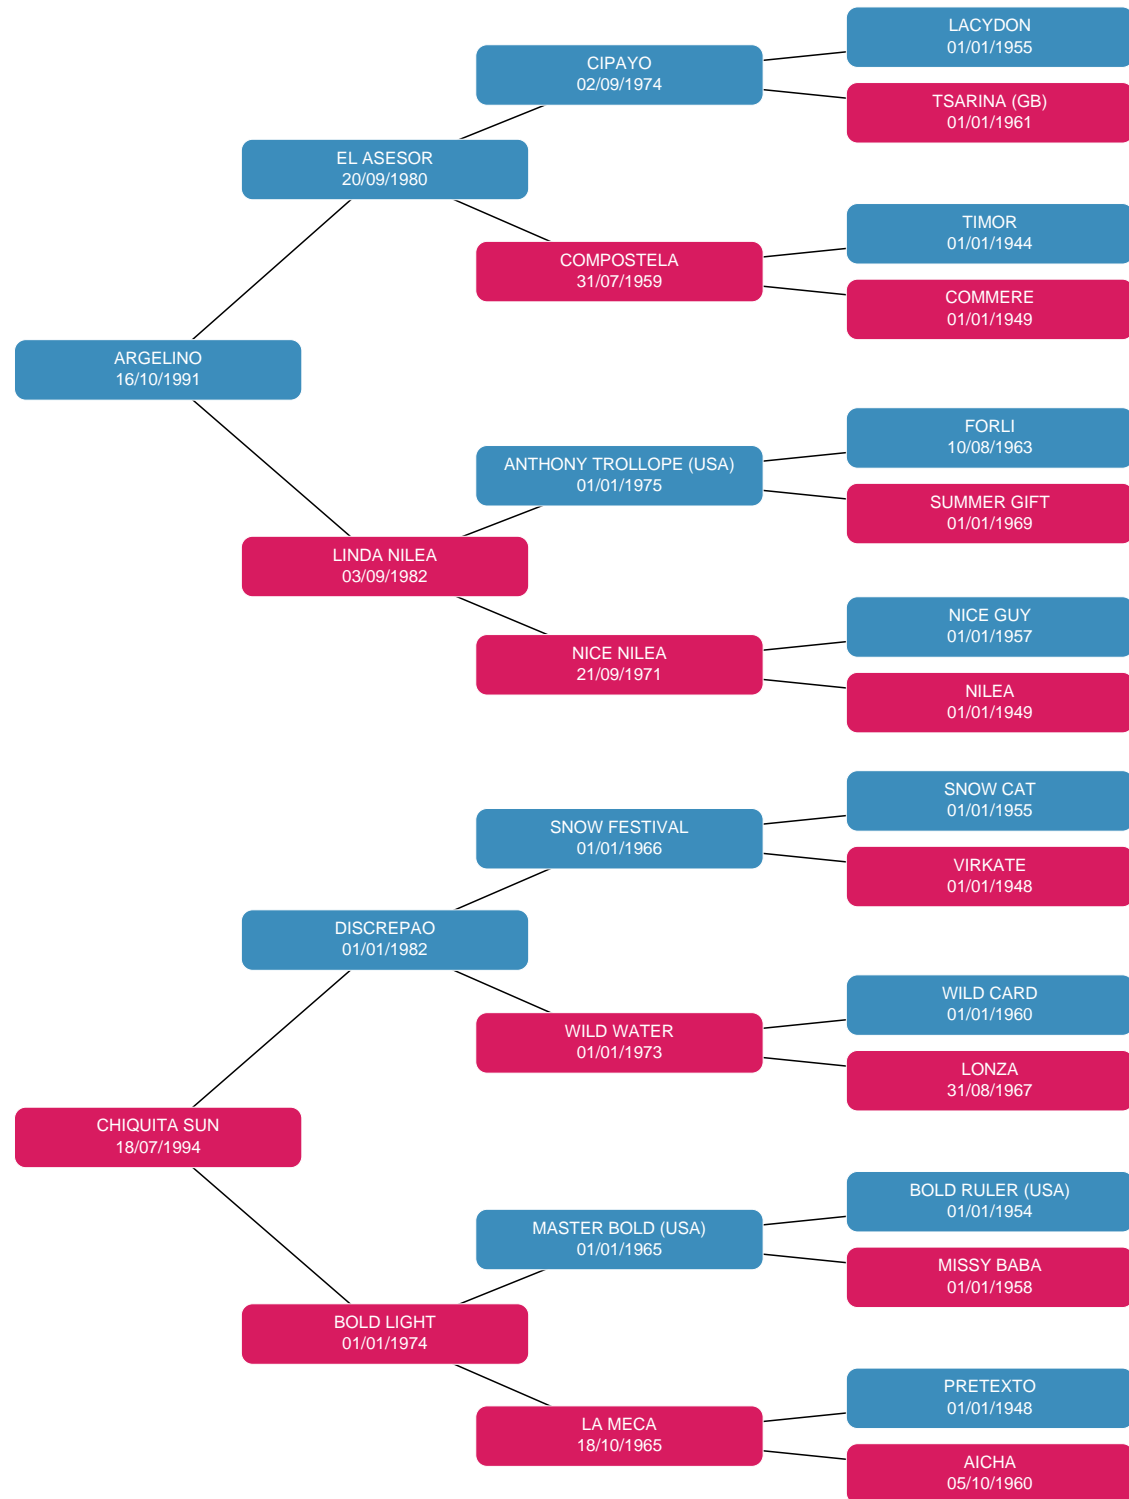 LACYDON
01/01/1955
CIPAYO
02/09/1974
TSARINA (GB)
01/01/1961
EL ASESOR
20/09/1980
TIMOR
01/01/1944
COMPOSTELA
31/07/1959
COMMERE
01/01/1949
ARGELINO
16/10/1991
FORLI
10/08/1963
ANTHONY TROLLOPE (USA)
01/01/1975
SUMMER GIFT
01/01/1969
LINDA NILEA
03/09/1982
NICE GUY
01/01/1957
NICE NILEA
21/09/1971
NILEA
01/01/1949
SNOW CAT
01/01/1955
SNOW FESTIVAL
01/01/1966
VIRKATE
01/01/1948
DISCREPAO
01/01/1982
WILD CARD
01/01/1960
WILD WATER
01/01/1973
LONZA
31/08/1967
CHIQUITA SUN
18/07/1994
BOLD RULER (USA)
01/01/1954
MASTER BOLD (USA)
01/01/1965
MISSY BABA
01/01/1958
BOLD LIGHT
01/01/1974
PRETEXTO
01/01/1948
LA MECA
18/10/1965
AICHA
05/10/1960